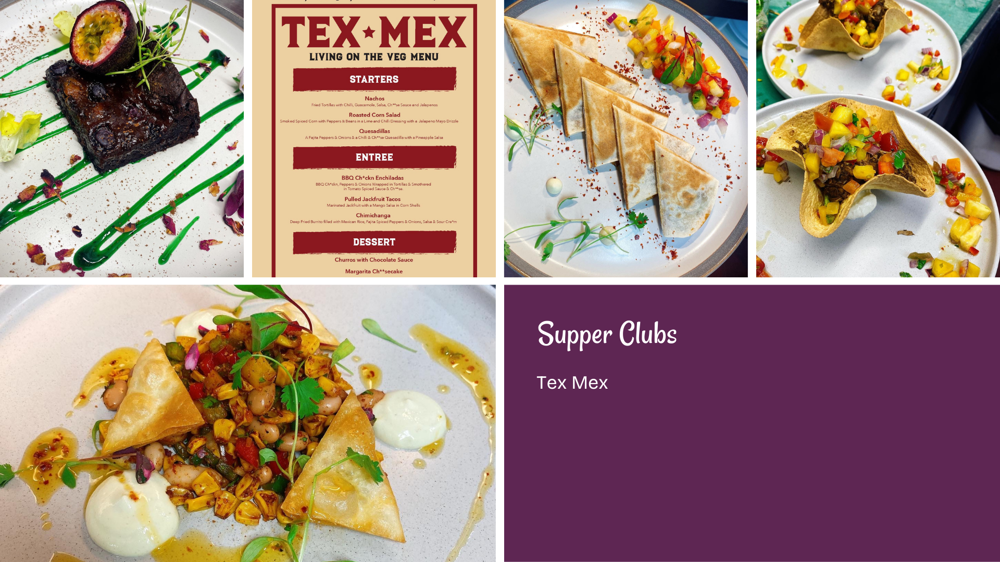 TEX★MEX
LIVING ON THE VEG MENU
STARTERS
Nachos
Fried Tortillas with Chilli, Guacamole, Salsa, Ch**se Sauce and Jalapenos
Roasted Corn Salad
Smoked Spiced Corn with Peppers & Beans in a Lime and Chilli Dressing with a Jalapeno Mayo Drizzle
Quesadillas
A Fajita Peppers & Onions & a Chilli & Ch**se Quesadilla with a Pineapple Salsa
ENTREE
BBQ Ch*ckn Enchiladas
BBQ Ch*ckn, Peppers & Onions Wrapped in Tortillas & Smothered
in Tomato Spiced Sauce & Ch**se.
Pulled Jackfruit Tacos
Marinated Jackfruit with a Mango Salsa in Corn Shells
Chimichanga
Deep Fried Burrito filled with Mexican Rice, Fajita Spiced Peppers & Onions, Salsa & Sour Cre*m
DESSERT
Churros with Chocolate Sauce
Margarita Ch**secake
Supper Clubs
Tex Mex